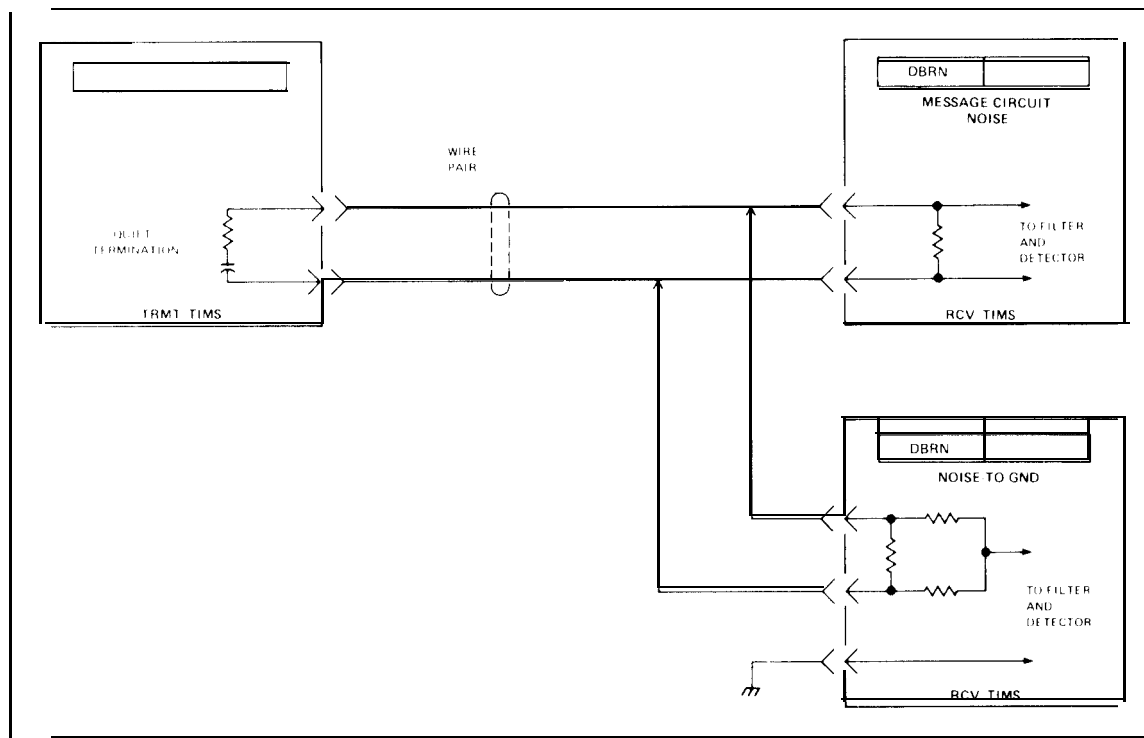 DBRN
MESSAGE CIRCUIT
NOISE
WIRE
PAIR
QUIET
TERMINATION
TO FILTER
AND
DETECTOR
TRMT TIMS
RCV TIMS
DBRN
NOISE-TO GND
TO FILTER
AND
DETECTOR
RCV TIMS